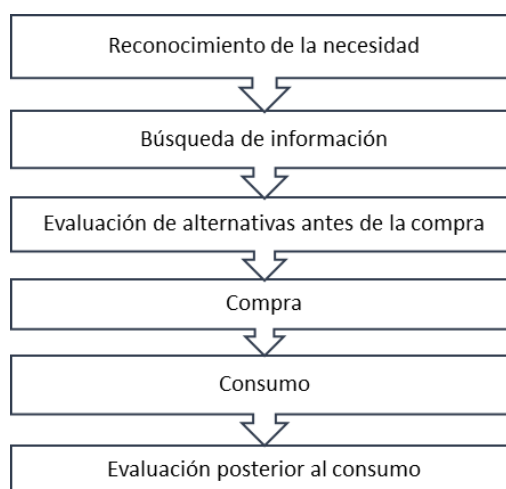 Reconocimiento de la necesidad
Búsqueda de información
Evaluación de alternativas antes de la compra
Compra
Consumo
Evaluación posterior al consumo